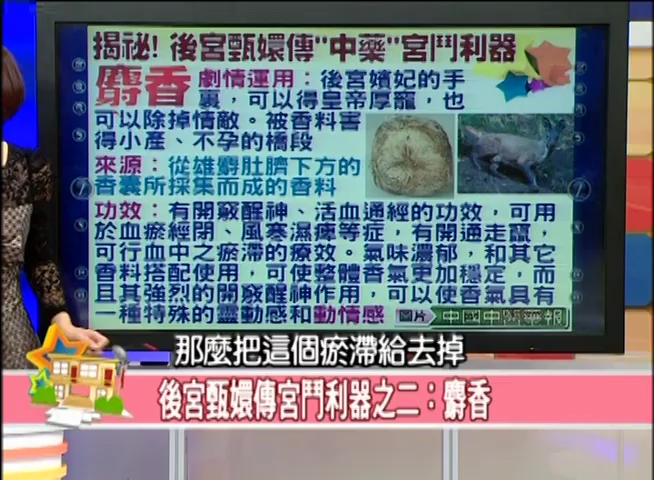 揭祕! 後宮甄嬛傳"中藥"宮鬥利器
麝香 劇情運用：後宮嬪妃的手
裏，可以得皇帝厚寵，也
可以除掉情敵。被香料害
得小產、不孕的橋段
來源：從雄麝肚臍下方的
香囊所採集而成的香料
功效：有開竅醒神、活血通經的功效，可用
於血瘀經閉、風寒濕痺等症，有開通走竄，
可行血中之瘀滯的療效。氣味濃郁，和其它
香料搭配使用，可使整體香氣更加穩定，而
且其強烈的開竅醒神作用，可以使香氣具有
一種特殊的靈動感和動情感
圖片 中國中醫藥報
那麼把這個瘀滯給去掉
後宮甄嬛傳宮鬥利器之二：麝香